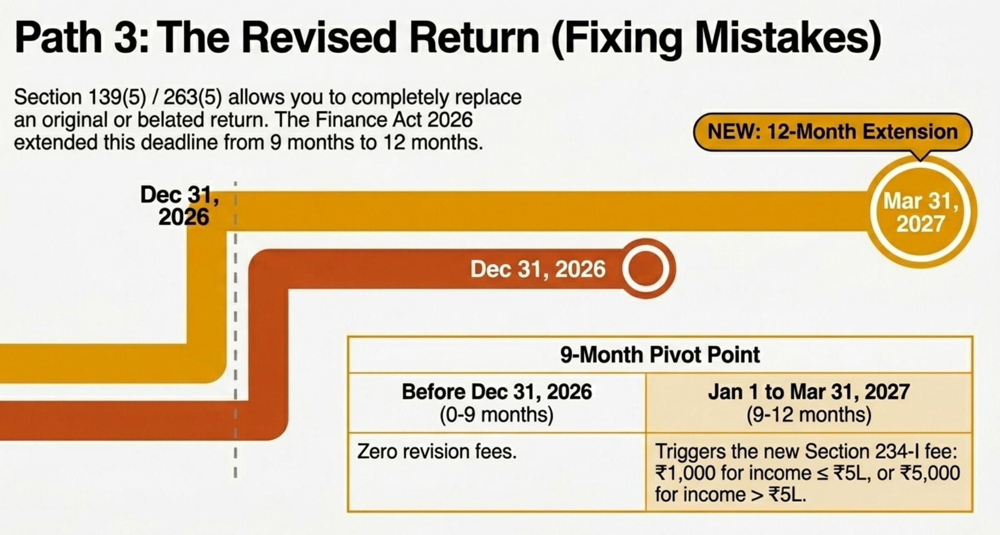 Path 3: The Revised Return (Fixing Mistakes)
Section 139(5) / 263(5) allows you to completely replace
an original or belated return. The Finance Act 2026
extended this deadline from 9 months to 12 months.
NEW: 12-Month Extension
Dec 31,
2026
Mar 31,
2027
Dec 31, 2026
9-Month Pivot Point
Before Dec 31, 2026
(0-9 months)
Jan 1 to Mar 31, 2027
(9-12 months)
Zero revision fees.
Triggers the new Section 234-I fee:
₹1,000 for income ≤ ₹5L, or ₹5,000
for income > ₹5L.